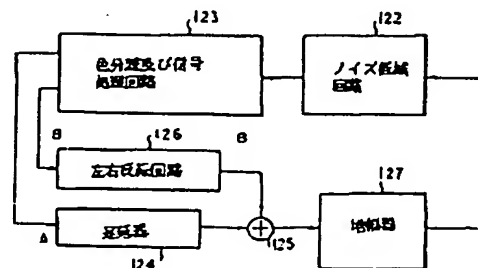 123
122
色分離及び信号
処理回路
ノイズ低減
回路
B
126
B
左右反転回路
127
A
遅延器
125
増幅器
124